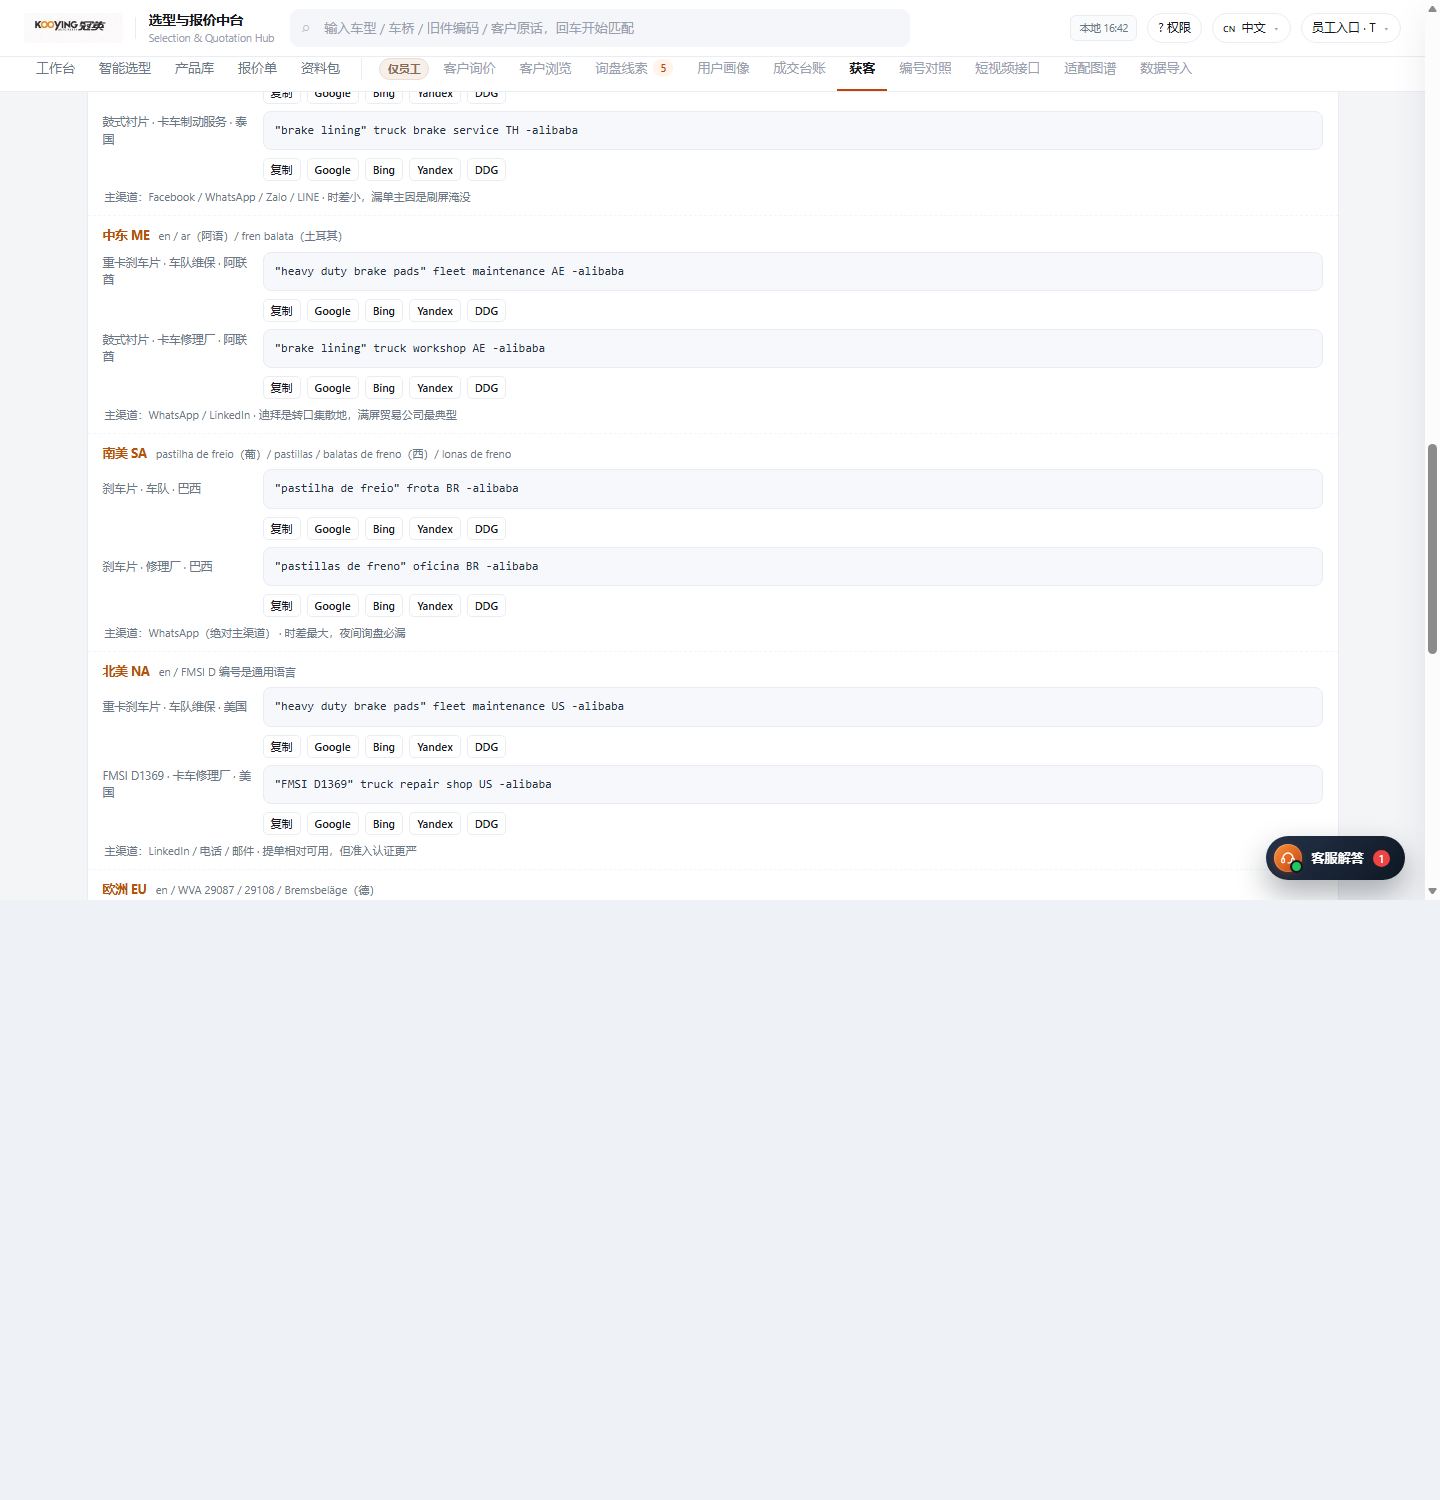 KOOYING 冠美
选型与报价中台
Selection & Quotation Hub
输入车型 / 车桥 / 旧件编码 / 客户原话，回车开始匹配
本地 16:42
? 权限
CN 中文
员工入口 · T
工作台 智能选型 产品库 报价单 资料包 仅员工 客户询价 客户浏览 询盘线索 5 用户画像 成交台账 获客 编号对照 短视频接口 适配图谱 数据导入
复制 Google Bing Yandex DDG
鼓式衬片 · 卡车制动服务 · 泰
国
"brake lining" truck brake service TH -alibaba
复制 Google Bing Yandex DDG
主渠道：Facebook / WhatsApp / Zalo / LINE · 时差小，漏单主因是刷屏淹没
中东 ME en / ar（阿语）/ fren balata（土耳其）
重卡刹车片 · 车队维保 · 阿联
酋
"heavy duty brake pads" fleet maintenance AE -alibaba
复制 Google Bing Yandex DDG
鼓式衬片 · 卡车修理厂 · 阿联
酋
"brake lining" truck workshop AE -alibaba
复制 Google Bing Yandex DDG
主渠道：WhatsApp / LinkedIn · 迪拜是转口集散地，满屏贸易公司最典型
南美 SA pastilha de freio（葡）/ pastillas / balatas de freno（西）/ lonas de freno
刹车片 · 车队 · 巴西
"pastilha de freio" frota BR -alibaba
复制 Google Bing Yandex DDG
刹车片 · 修理厂 · 巴西
"pastillas de freno" oficina BR -alibaba
复制 Google Bing Yandex DDG
主渠道：WhatsApp（绝对主渠道） · 时差最大，夜间询盘必漏
北美 NA en / FMSI D 编号是通用语言
重卡刹车片 · 车队维保 · 美国
"heavy duty brake pads" fleet maintenance US -alibaba
复制 Google Bing Yandex DDG
FMSI D1369 · 卡车修理厂 · 美
国
"FMSI D1369" truck repair shop US -alibaba
复制 Google Bing Yandex DDG
主渠道：LinkedIn / 电话 / 邮件 · 提单相对可用，但准入认证更严
客服解答 1
欧洲 EU en / WVA 29087 / 29108 / Bremsbeläge（德）